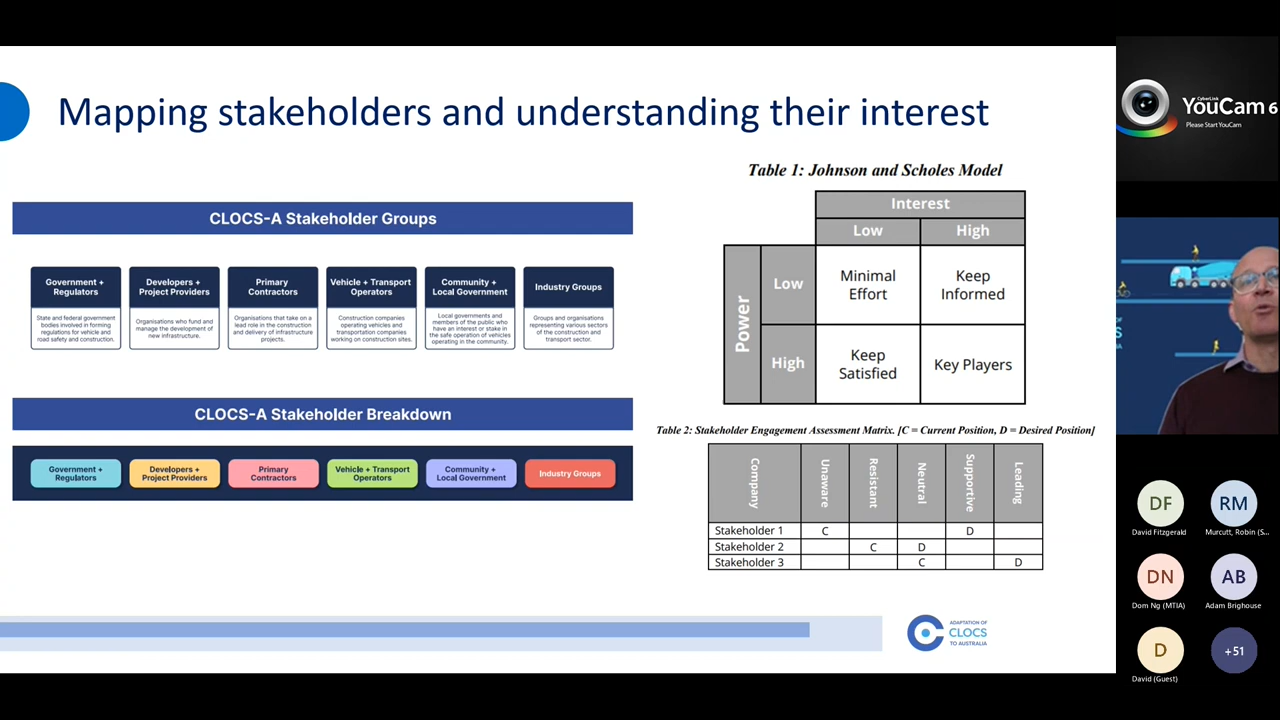 Mapping stakeholders and understanding their interest
CLOCS-A Stakeholder Groups
Government +
Regulators
State and federal government
bodies involved in forming
regulations for vehicle and
road safety and construction.
Developers +
Project Providers
Organisations who fund and
manage the development of
new infrastructure.
Primary
Contractors
Organisations that take on a
lead role in the construction
and delivery of infrastructure
projects.
Vehicle + Transport
Operators
Construction companies
operating vehicles and
transportation companies
working on construction sites.
Community +
Local Government
Local governments and
members of the public who
have an interest or stake in
the safe operation of vehicles
operating in the community.
Industry Groups
Groups and organisations
representing various sectors
of the construction and
transport sector.
CLOCS-A Stakeholder Breakdown
Government +
Regulators
Developers +
Project Providers
Primary
Contractors
Vehicle + Transport
Operators
Community +
Local Government
Industry Groups
Table 1: Johnson and Scholes Model
Interest
Low
High
Power
Low
Minimal
Effort
Keep
Informed
High
Keep
Satisfied
Key Players
Table 2: Stakeholder Engagement Assessment Matrix. [C = Current Position, D = Desired Position]
Company
Unaware
Resistant
Neutral
Supportive
Leading
Stakeholder 1 C D
Stakeholder 2 C D
Stakeholder 3 C D
ADAPTATION OF
CLOCS
TO AUSTRALIA
CyberLink
YouCam 6
Please Start YouCam
S
DF
David Fitzgerald
RM
Murcutt, Robin (S...
DN
Dom Ng (MTIA)
AB
Adam Brighouse
D
David (Guest)
+51